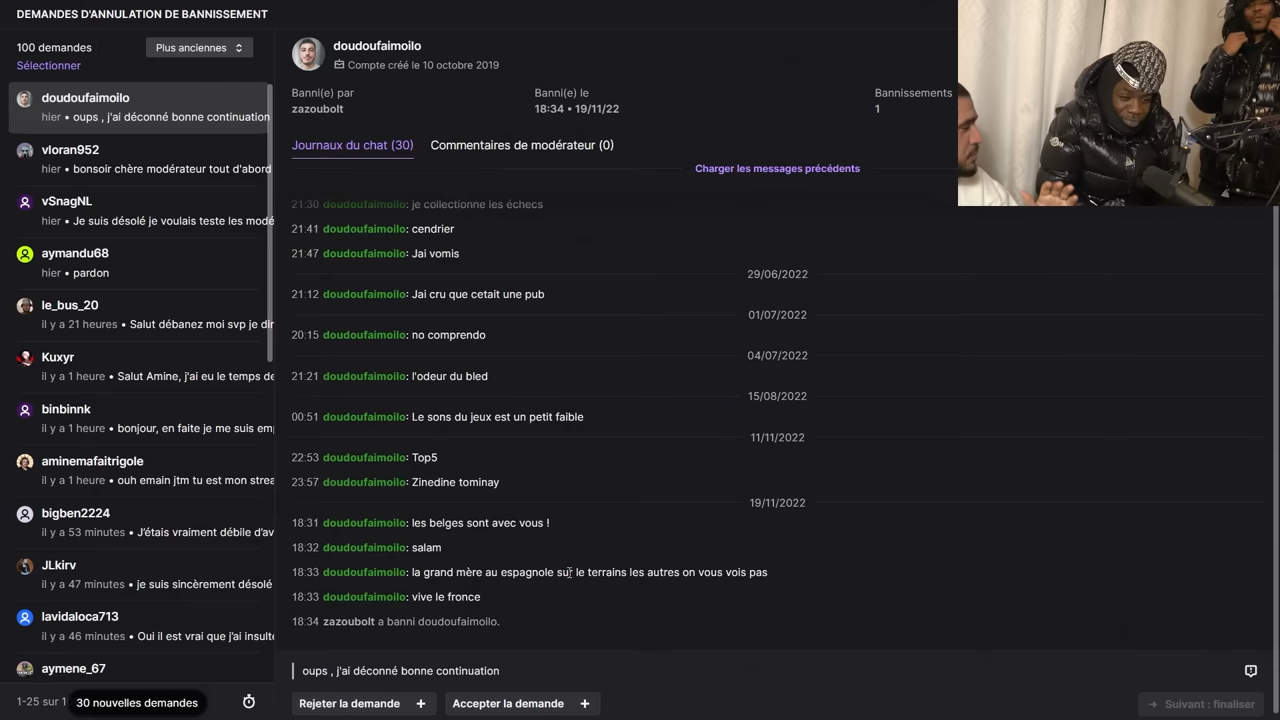 DEMANDES D'ANNULATION DE BANNISSEMENT
100 demandes
Plus anciennes
Sélectionner
doudoufaimoilo
hier • oups , j'ai déconné bonne continuation
vloran952
hier • bonsoir chère modérateur tout d'abord
vSnagNL
hier • Je suis désolé je voulais teste les modé
aymandu68
hier • pardon
le_bus_20
il y a 21 heures • Salut débanez moi svp je dir
Kuxyr
il y a 1 heure • Salut Amine, j'ai eu le temps de
binbinnk
il y a 1 heure • bonjour, en faite je me suis em
aminemafaitrigole
il y a 1 heure • ouh emain jtm tu est mon strea
bigben2224
il y a 53 minutes • J'étais vraiment débile d'av
JLkirv
il y a 47 minutes • je suis sincèrement désolé
lavidaloca713
il y a 46 minutes • Oui il est vrai que j'ai insult
aymene_67
1-25 sur 1
30 nouvelles demandes
doudoufaimoilo
Compte créé le 10 octobre 2019
Banni(e) par
zazoubolt
Banni(e) le
18:34 • 19/11/22
Bannissements
1
Journaux du chat (30)
Commentaires de modérateur (0)
Charger les messages précédents
21:30 doudoufaimoilo: je collectionne les échecs
21:41 doudoufaimoilo: cendrier
21:47 doudoufaimoilo: Jai vomis
29/06/2022
21:12 doudoufaimoilo: Jai cru que cetait une pub
01/07/2022
20:15 doudoufaimoilo: no comprendo
04/07/2022
21:21 doudoufaimoilo: l'odeur du bled
15/08/2022
00:51 doudoufaimoilo: Le sons du jeux est un petit faible
11/11/2022
22:53 doudoufaimoilo: Top5
23:57 doudoufaimoilo: Zinedine tominay
19/11/2022
18:31 doudoufaimoilo: les belges sont avec vous !
18:32 doudoufaimoilo: salam
18:33 doudoufaimoilo: la grand mère au espagnole sur le terrains les autres on vous vois pas
18:33 doudoufaimoilo: vive le fronce
18:34 zazoubolt a banni doudoufaimoilo.
oups , j'ai déconné bonne continuation
Rejeter la demande +
Accepter la demande +
Suivant : finaliser